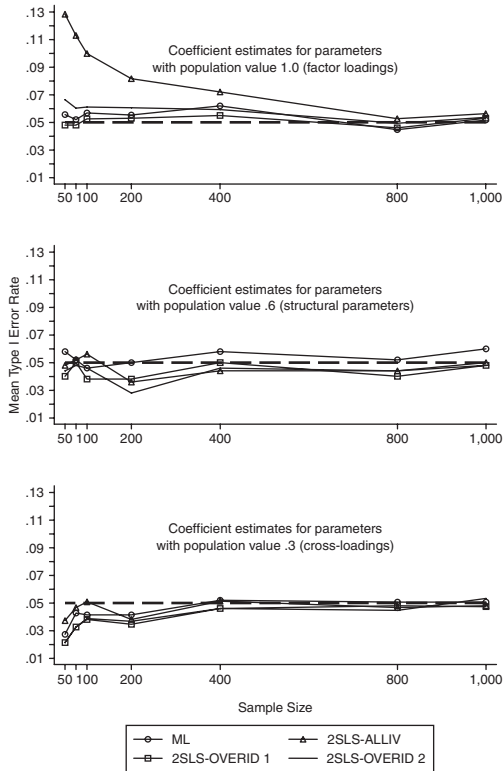 .13
.11
.09
.07
.05
.03
.01
Coefficient estimates for parameters
with population value 1.0 (factor loadings)
50 100 200 400 800 1,000
Mean Type I Error Rate
.13
.11
.09
.07
.05
.03
.01
Coefficient estimates for parameters
with population value .6 (structural parameters)
50 100 200 400 800 1,000
.13
.11
.09
.07
.05
.03
.01
Coefficient estimates for parameters
with population value .3 (cross-loadings)
50 100 200 400 800 1,000
Sample Size
ML 2SLS-ALLIV
2SLS-OVERID 1 2SLS-OVERID 2